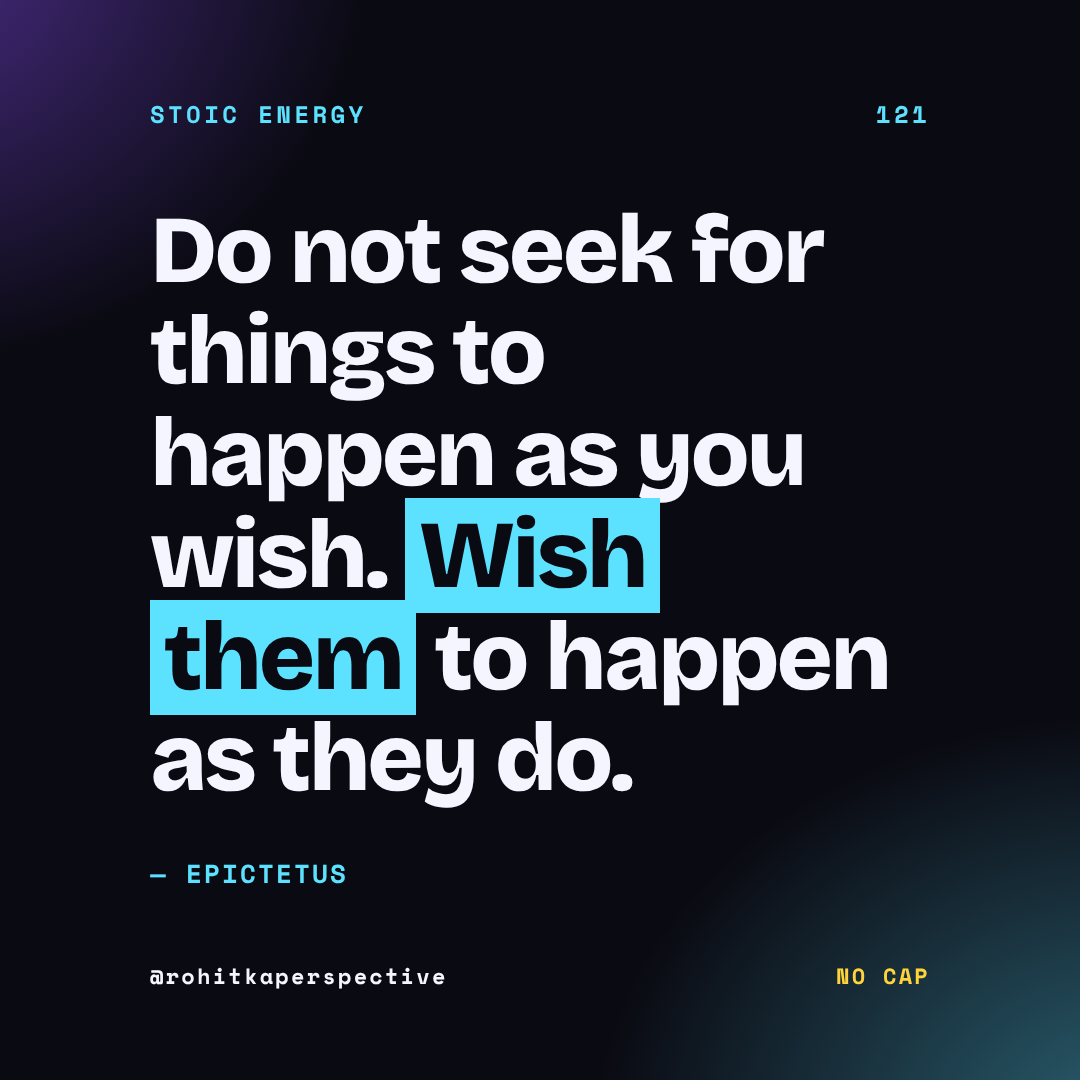 STOIC ENERGY
121
Do not seek for
things to
happen as you
wish. Wish
them to happen
as they do.
— EPICTETUS
@rohitkaperspective
NO CAP